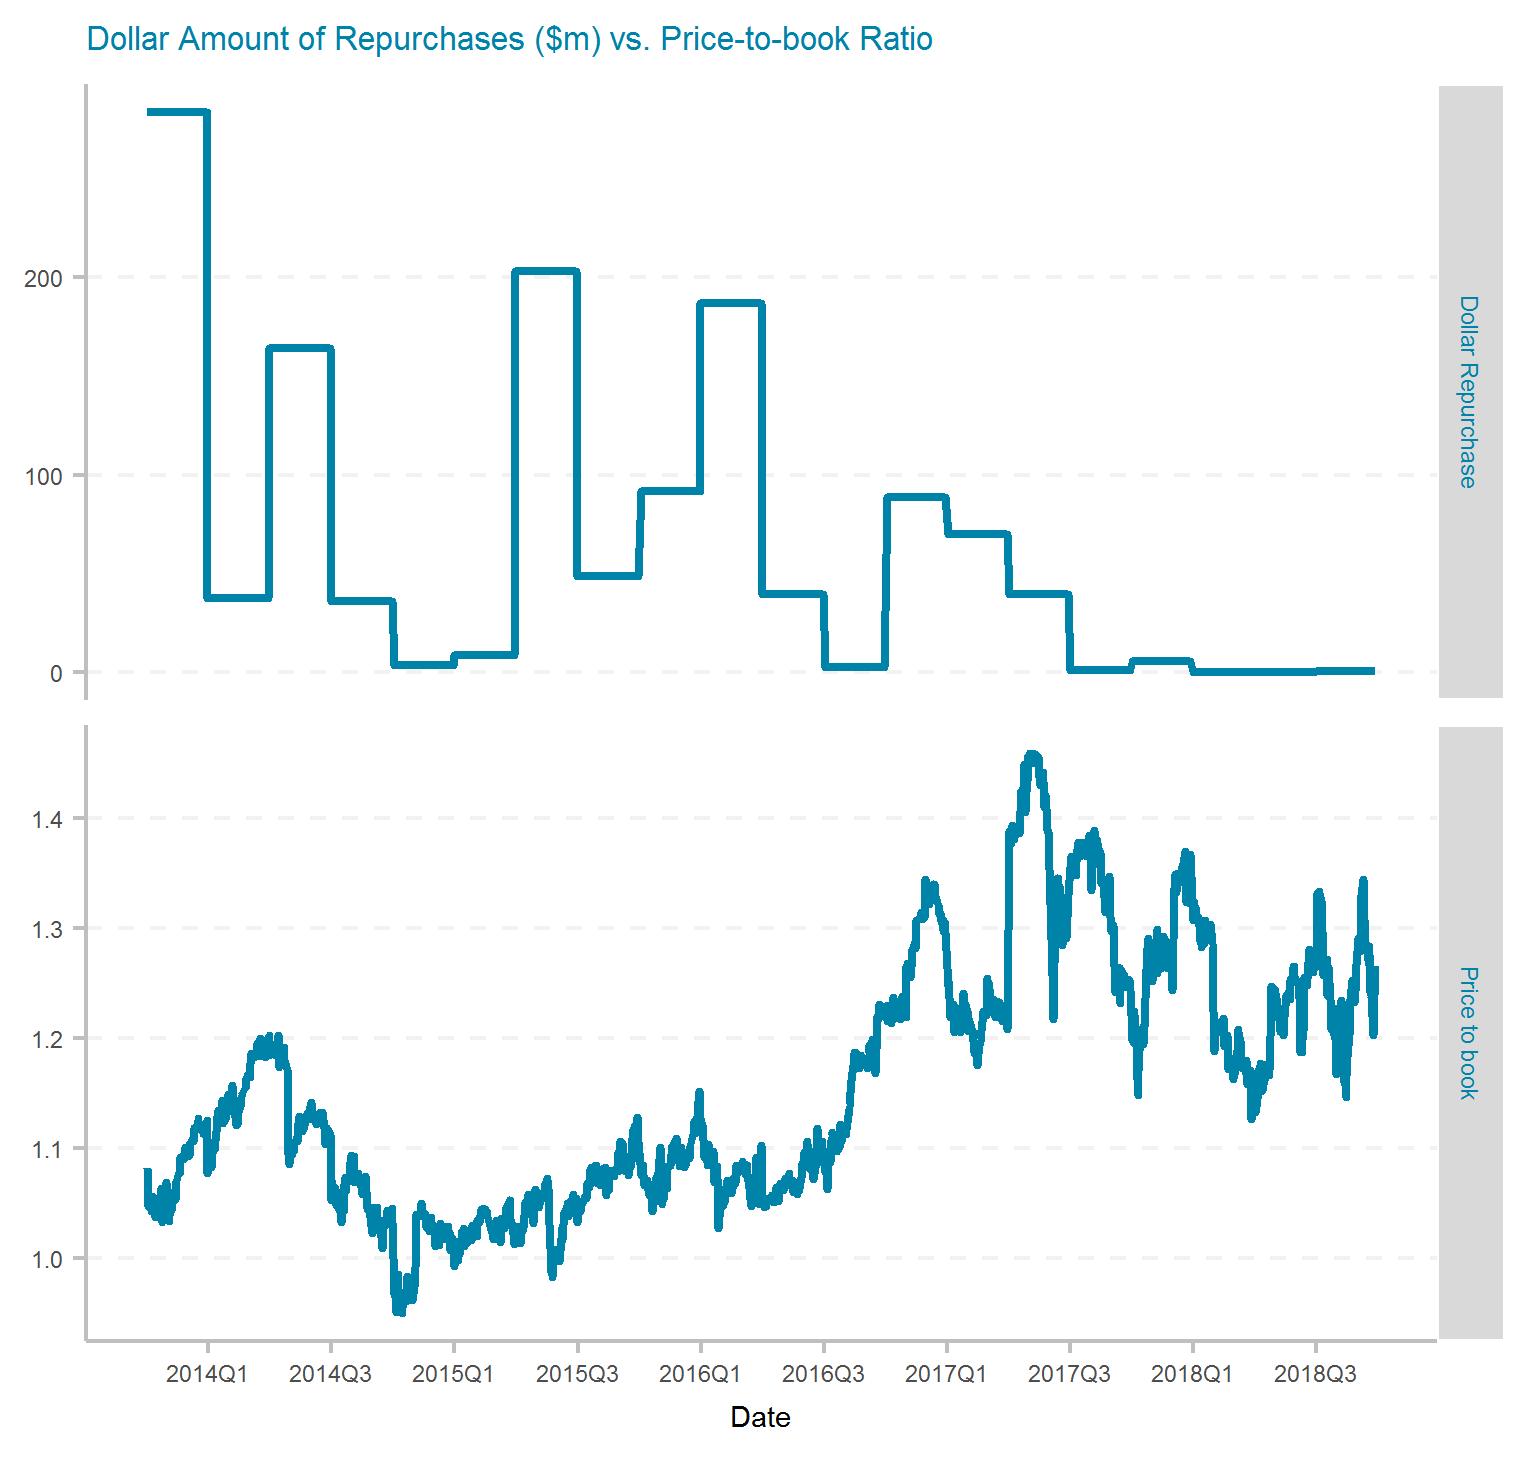 Dollar Amount of Repurchases ($m) vs. Price-to-book Ratio
200
100
0
Dollar Repurchase
1.4
1.3
1.2
1.1
1.0
Price to book
2014Q1 2014Q3 2015Q1 2015Q3 2016Q1 2016Q3 2017Q1 2017Q3 2018Q1 2018Q3
Date